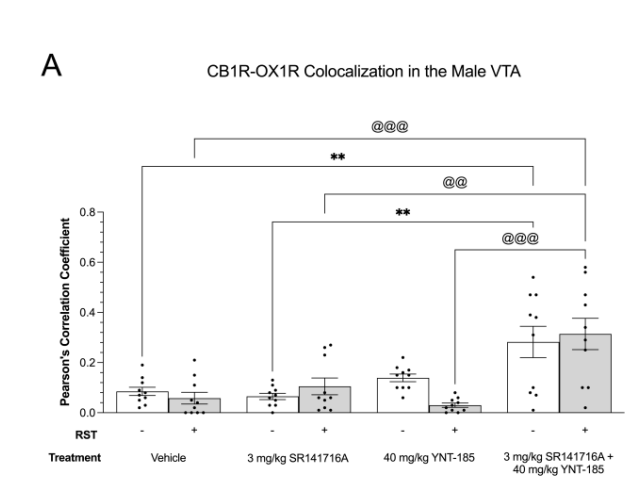 A
CB1R-OX1R Colocalization in the Male VTA
@@@
**
@@
**
@@@
Pearson's Correlation Coefficient
0.8
0.6
0.4
0.2
0.0
RST - + - + - + - +
Treatment Vehicle 3 mg/kg SR141716A 40 mg/kg YNT-185 3 mg/kg SR141716A +
40 mg/kg YNT-185